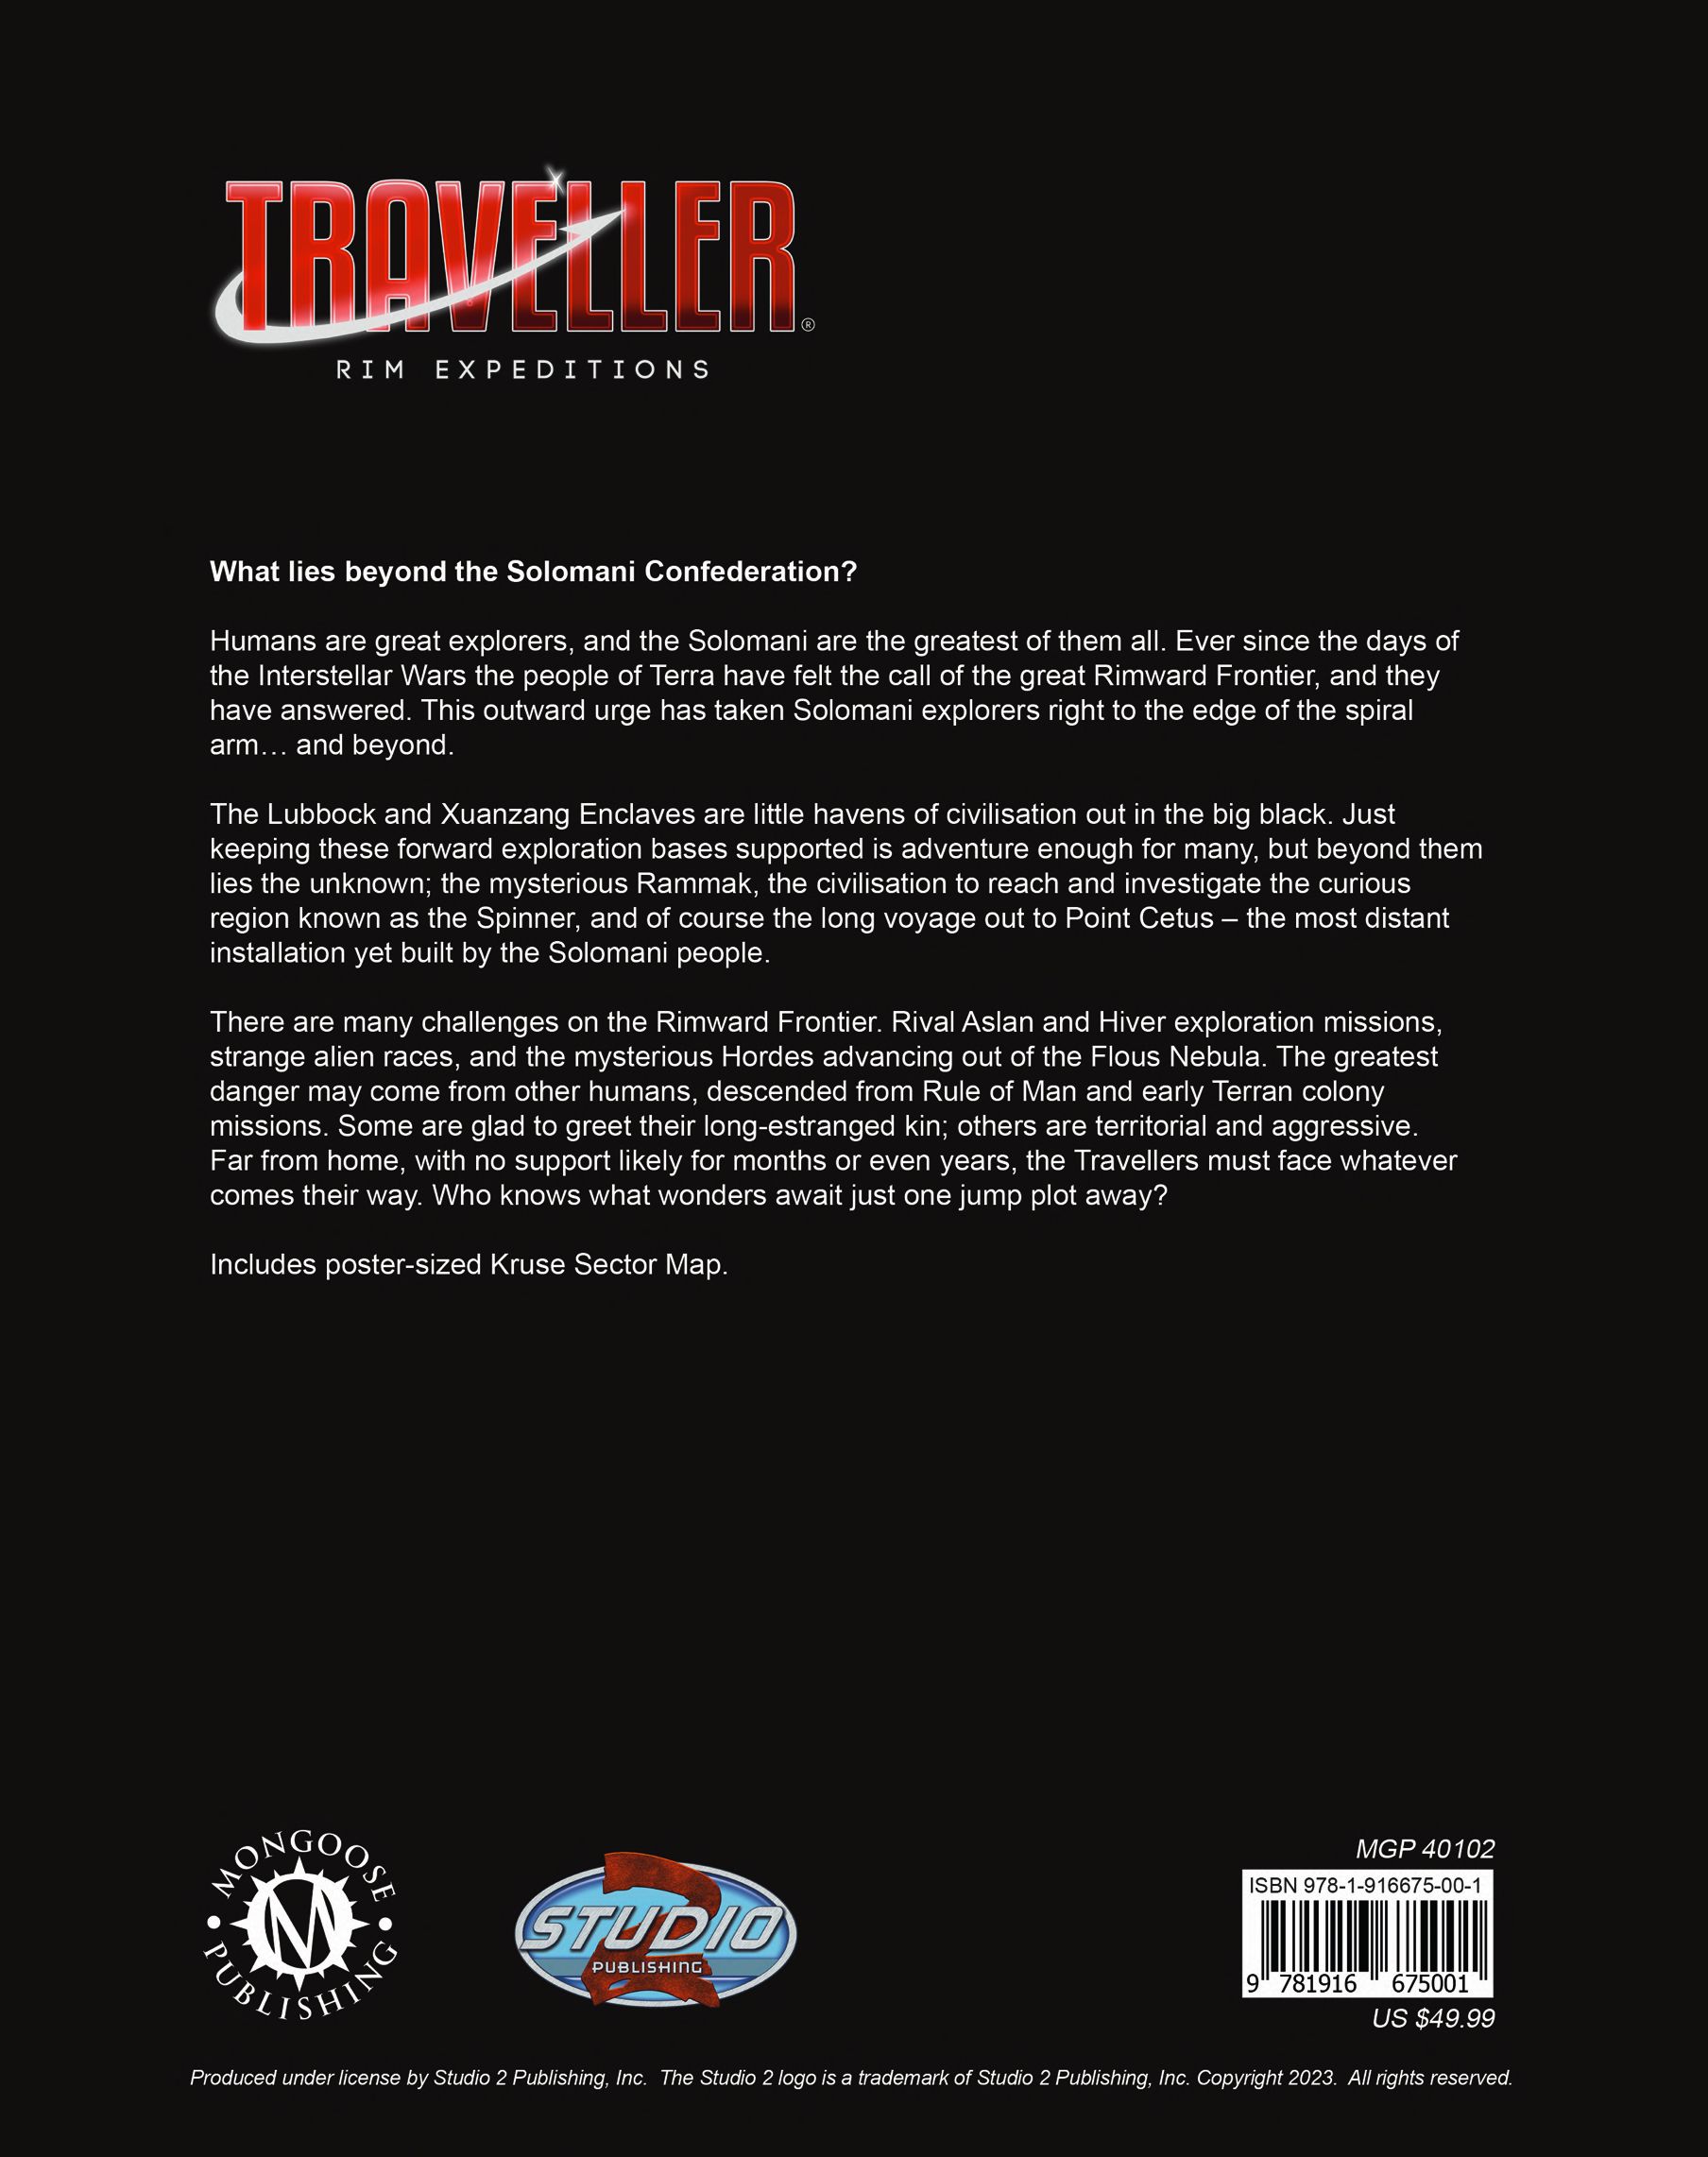 TRAVELLER®
RIM EXPEDITIONS
What lies beyond the Solomani Confederation?
Humans are great explorers, and the Solomani are the greatest of them all. Ever since the days of
the Interstellar Wars the people of Terra have felt the call of the great Rimward Frontier, and they
have answered. This outward urge has taken Solomani explorers right to the edge of the spiral
arm… and beyond.
The Lubbock and Xuanzang Enclaves are little havens of civilisation out in the big black. Just
keeping these forward exploration bases supported is adventure enough for many, but beyond them
lies the unknown; the mysterious Rammak, the civilisation to reach and investigate the curious
region known as the Spinner, and of course the long voyage out to Point Cetus – the most distant
installation yet built by the Solomani people.
There are many challenges on the Rimward Frontier. Rival Aslan and Hiver exploration missions,
strange alien races, and the mysterious Hordes advancing out of the Flous Nebula. The greatest
danger may come from other humans, descended from Rule of Man and early Terran colony
missions. Some are glad to greet their long-estranged kin; others are territorial and aggressive.
Far from home, with no support likely for months or even years, the Travellers must face whatever
comes their way. Who knows what wonders await just one jump plot away?
Includes poster-sized Kruse Sector Map.
MONGOOSE
M
PUBLISHING
2
STUDIO
PUBLISHING
MGP 40102
ISBN 978-1-916675-00-1
9 781916 675001
US $49.99
Produced under license by Studio 2 Publishing, Inc. The Studio 2 logo is a trademark of Studio 2 Publishing, Inc. Copyright 2023. All rights reserved.